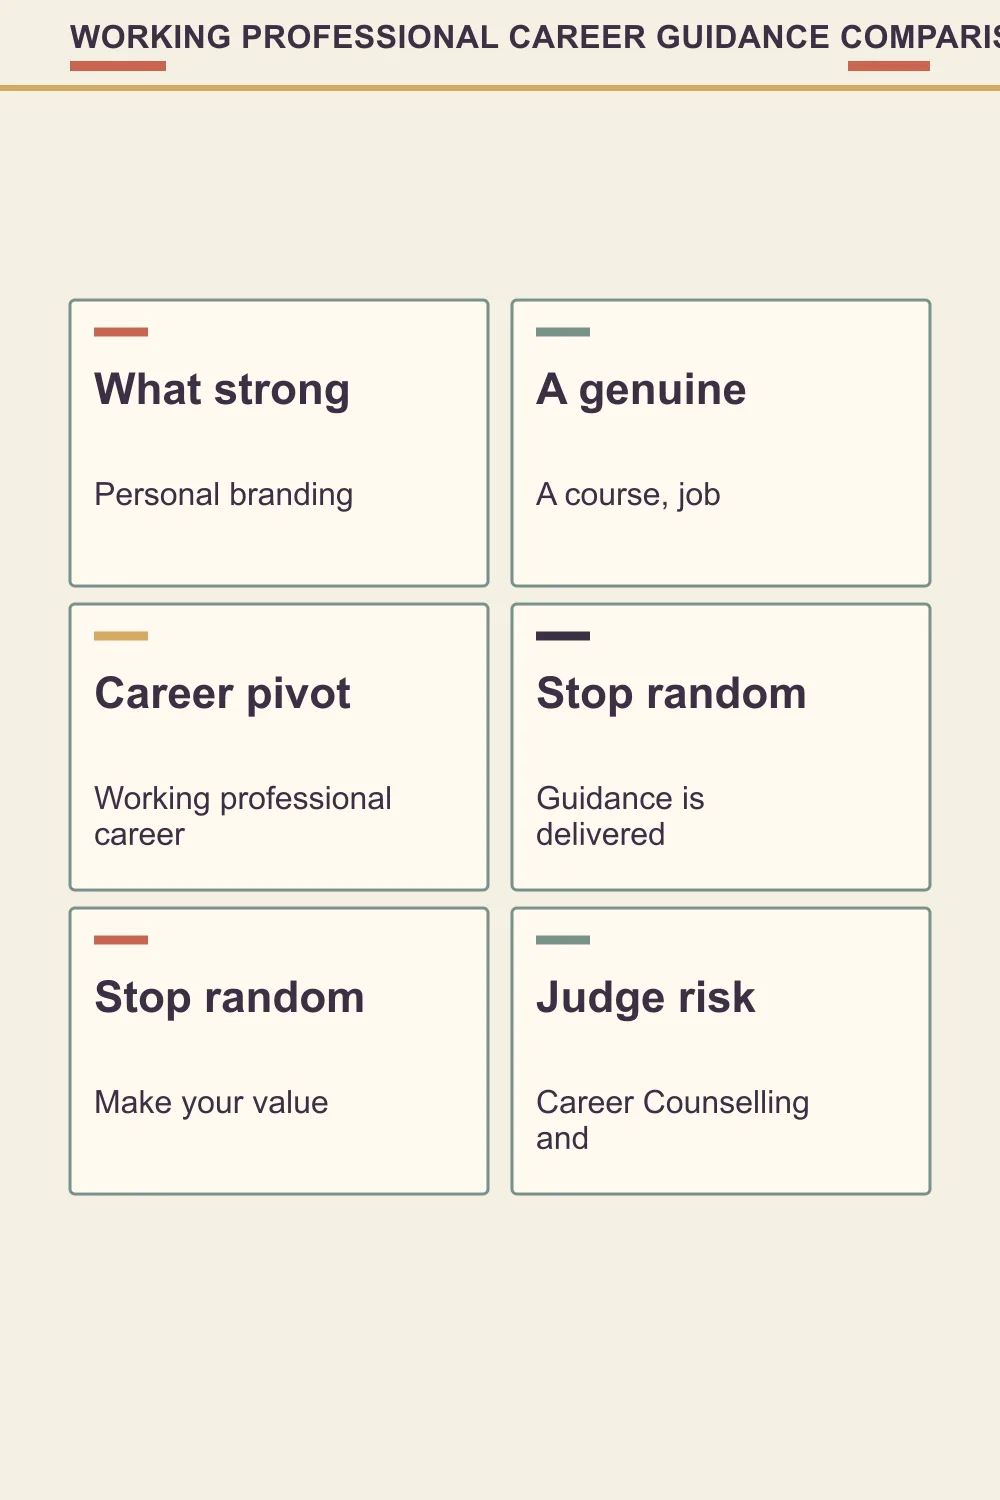 WORKING PROFESSIONAL CAREER GUIDANCE COMPARIS
What strong
Personal branding
A genuine
A course, job
Career pivot
Working professional
career
Stop random
Guidance is
delivered
Stop random
Make your value
Judge risk
Career Counselling
and